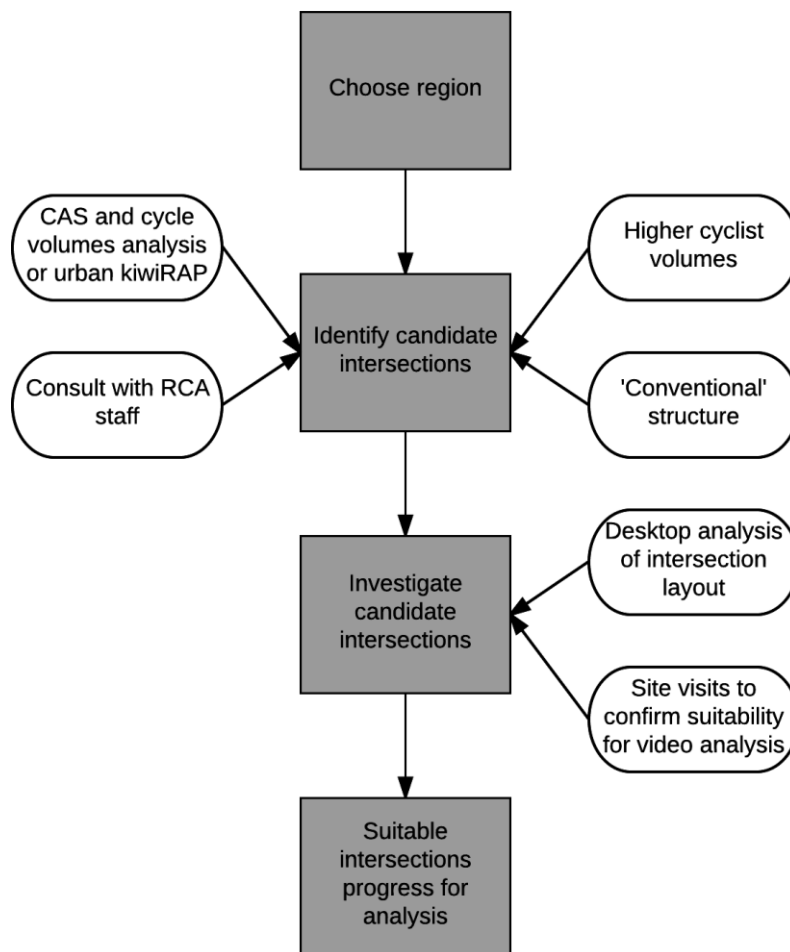 Choose region
CAS and cycle
volumes analysis
or urban kiwiRAP
Higher cyclist
volumes
Identify candidate
intersections
Consult with RCA
staff
'Conventional'
structure
Desktop analysis
of intersection
layout
Investigate
candidate
intersections
Site visits to
confirm suitability
for video analysis
Suitable
intersections
progress for
analysis